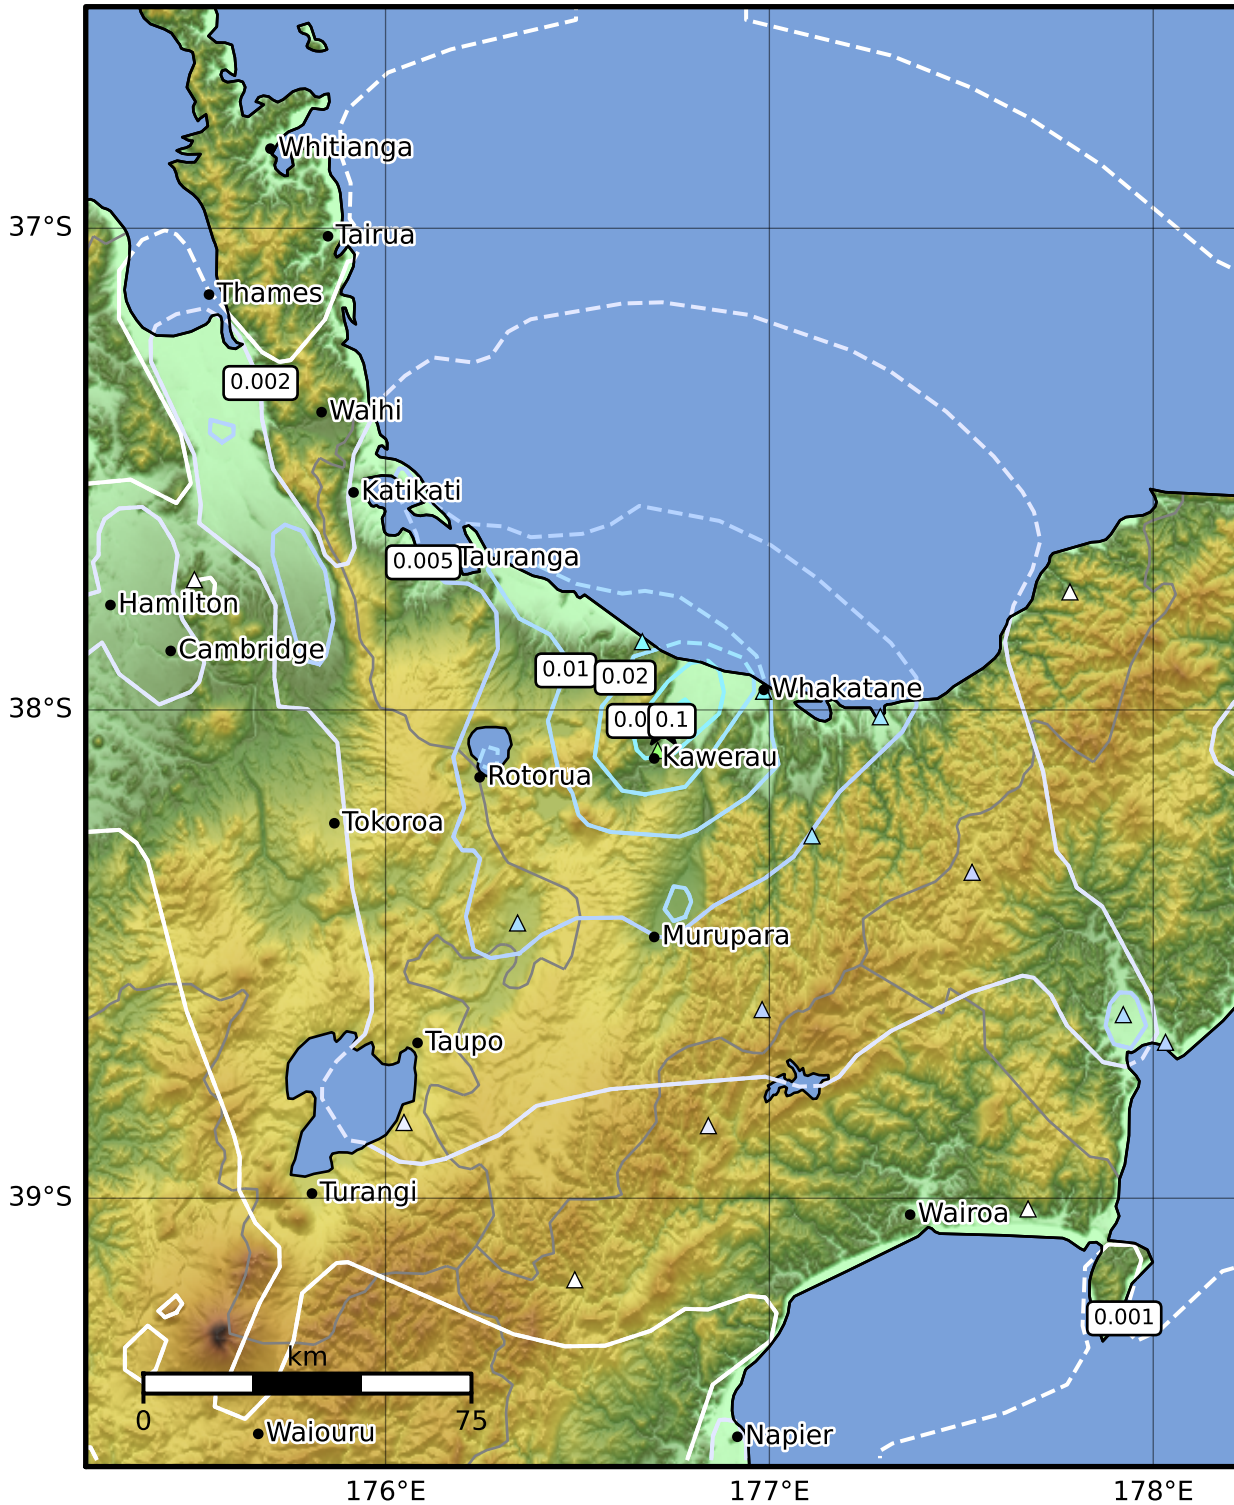 Whitianga
37°S
Tairua
Thames
0.002
Waihi
Katikati
0.005
Tauranga
Hamilton
Cambridge
0.01
0.02
Whakatane
38°S
0.0
0.1
Kawerau
Rotorua
Tokoroa
Murupara
Taupo
39°S
Turangi
Wairoa
0.001
km
0
75
Waiouru
Napier
176°E
177°E
178°E